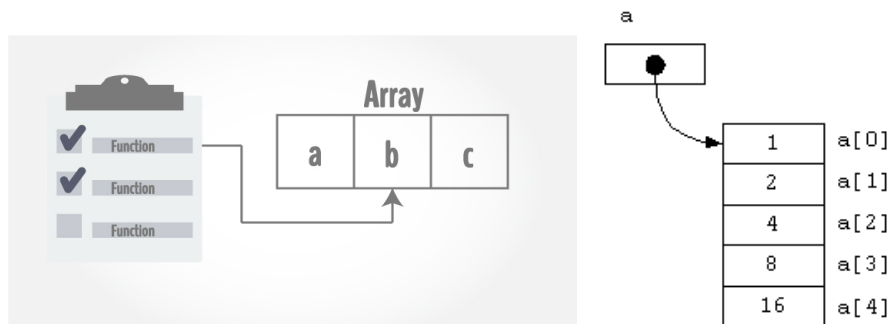 Array
a b c
Function
Function
Function
a
1 a[0]
2 a[1]
4 a[2]
8 a[3]
16 a[4]